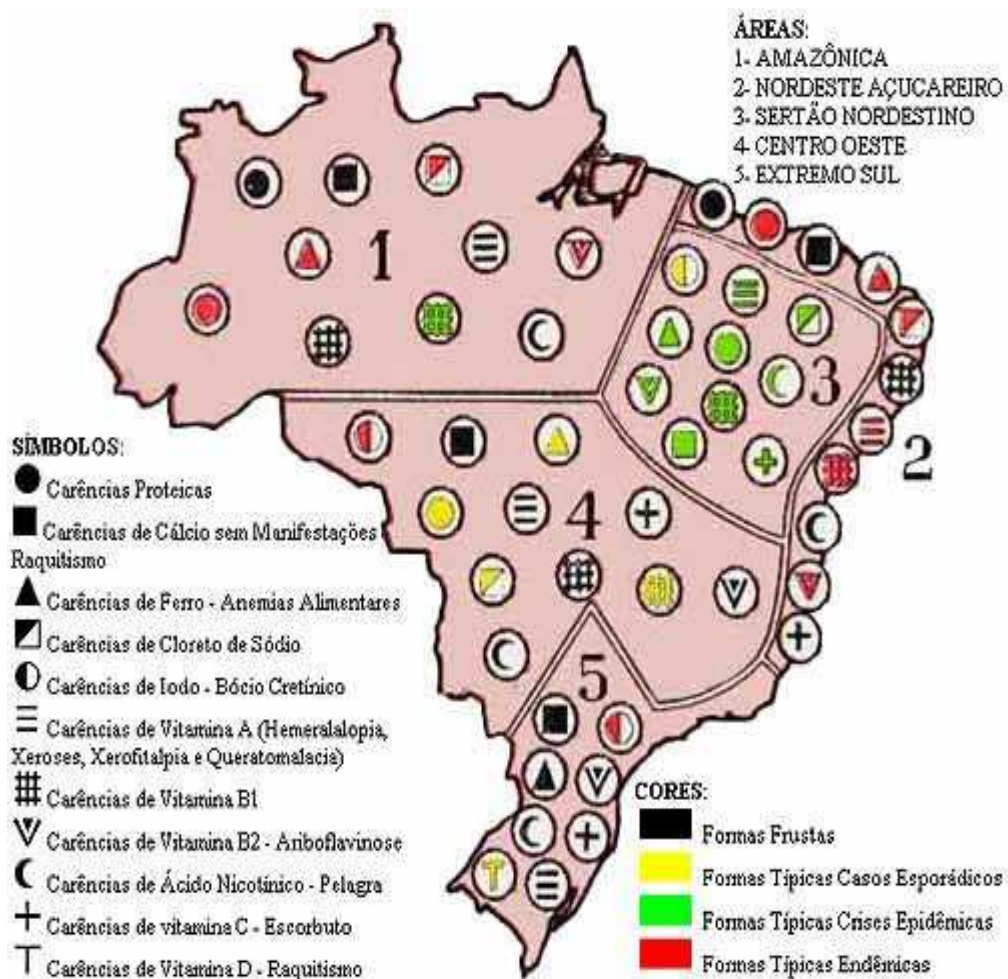 ÁREAS:
1- AMAZÔNICA
2- NORDESTE AÇUCAREIRO
3- SERTÃO NORDESTINO
4- CENTRO OESTE
5- EXTREMO SUL
1
3
2
4
5
SÍMBOLOS:
Carências Proteicas
Carências de Cálcio sem Manifestações
Raquitismo
Carências de Ferro - Anemias Alimentares
Carências de Cloreto de Sódio
Carências de Iodo - Bócio Cretínico
Carências de Vitamina A (Hemeralalopia,
Xeroses, Xerofitalpia e Queratomalacia)
Carências de Vitamina B1
Carências de Vitamina B2 - Ariboflavinose
Carências de Ácido Nicotínico - Pelagra
Carências de vitamina C - Escorbuto
Carências de Vitamina D - Raquitismo
CORES:
Formas Frustas
Formas Típicas Casos Esporádicos
Formas Típicas Crises Epidêmicas
Formas Típicas Endêmicas